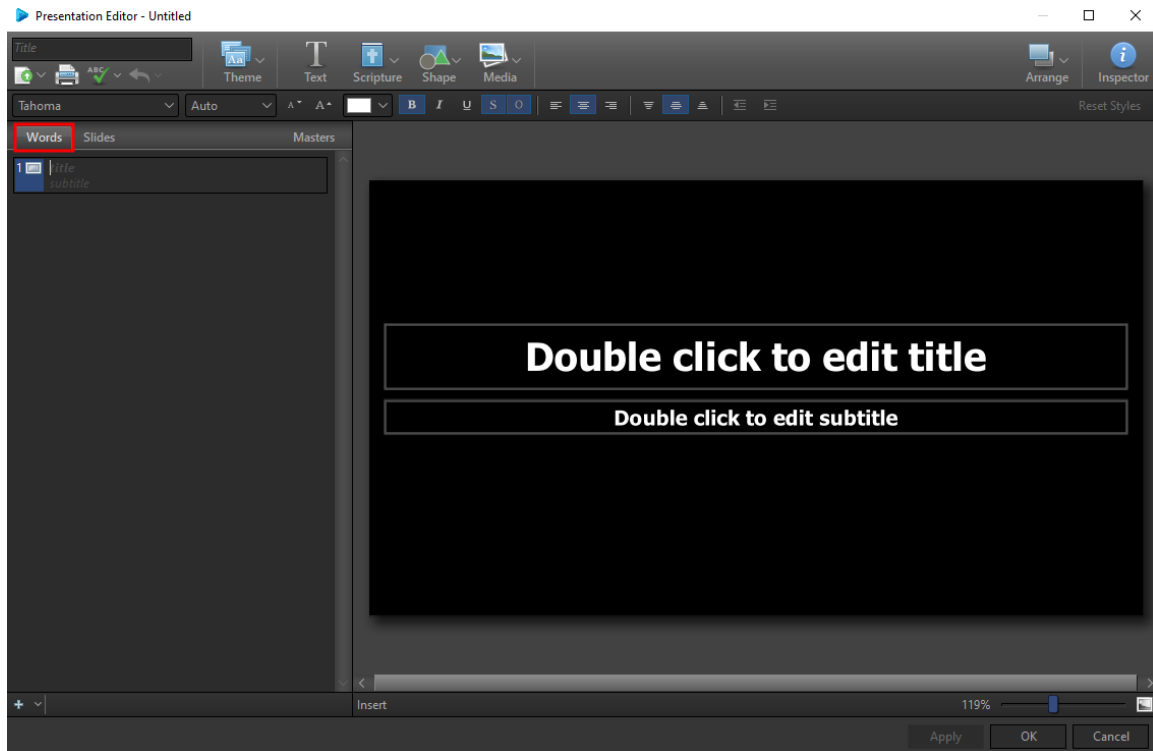 Presentation Editor - Untitled
Title
Theme Text Scripture Shape Media Arrange Inspector
Tahoma Auto A A B I U S O Reset Styles
Words Slides Masters
1 title
subtitle
Double click to edit title
Double click to edit subtitle
Insert 119%
Apply OK Cancel